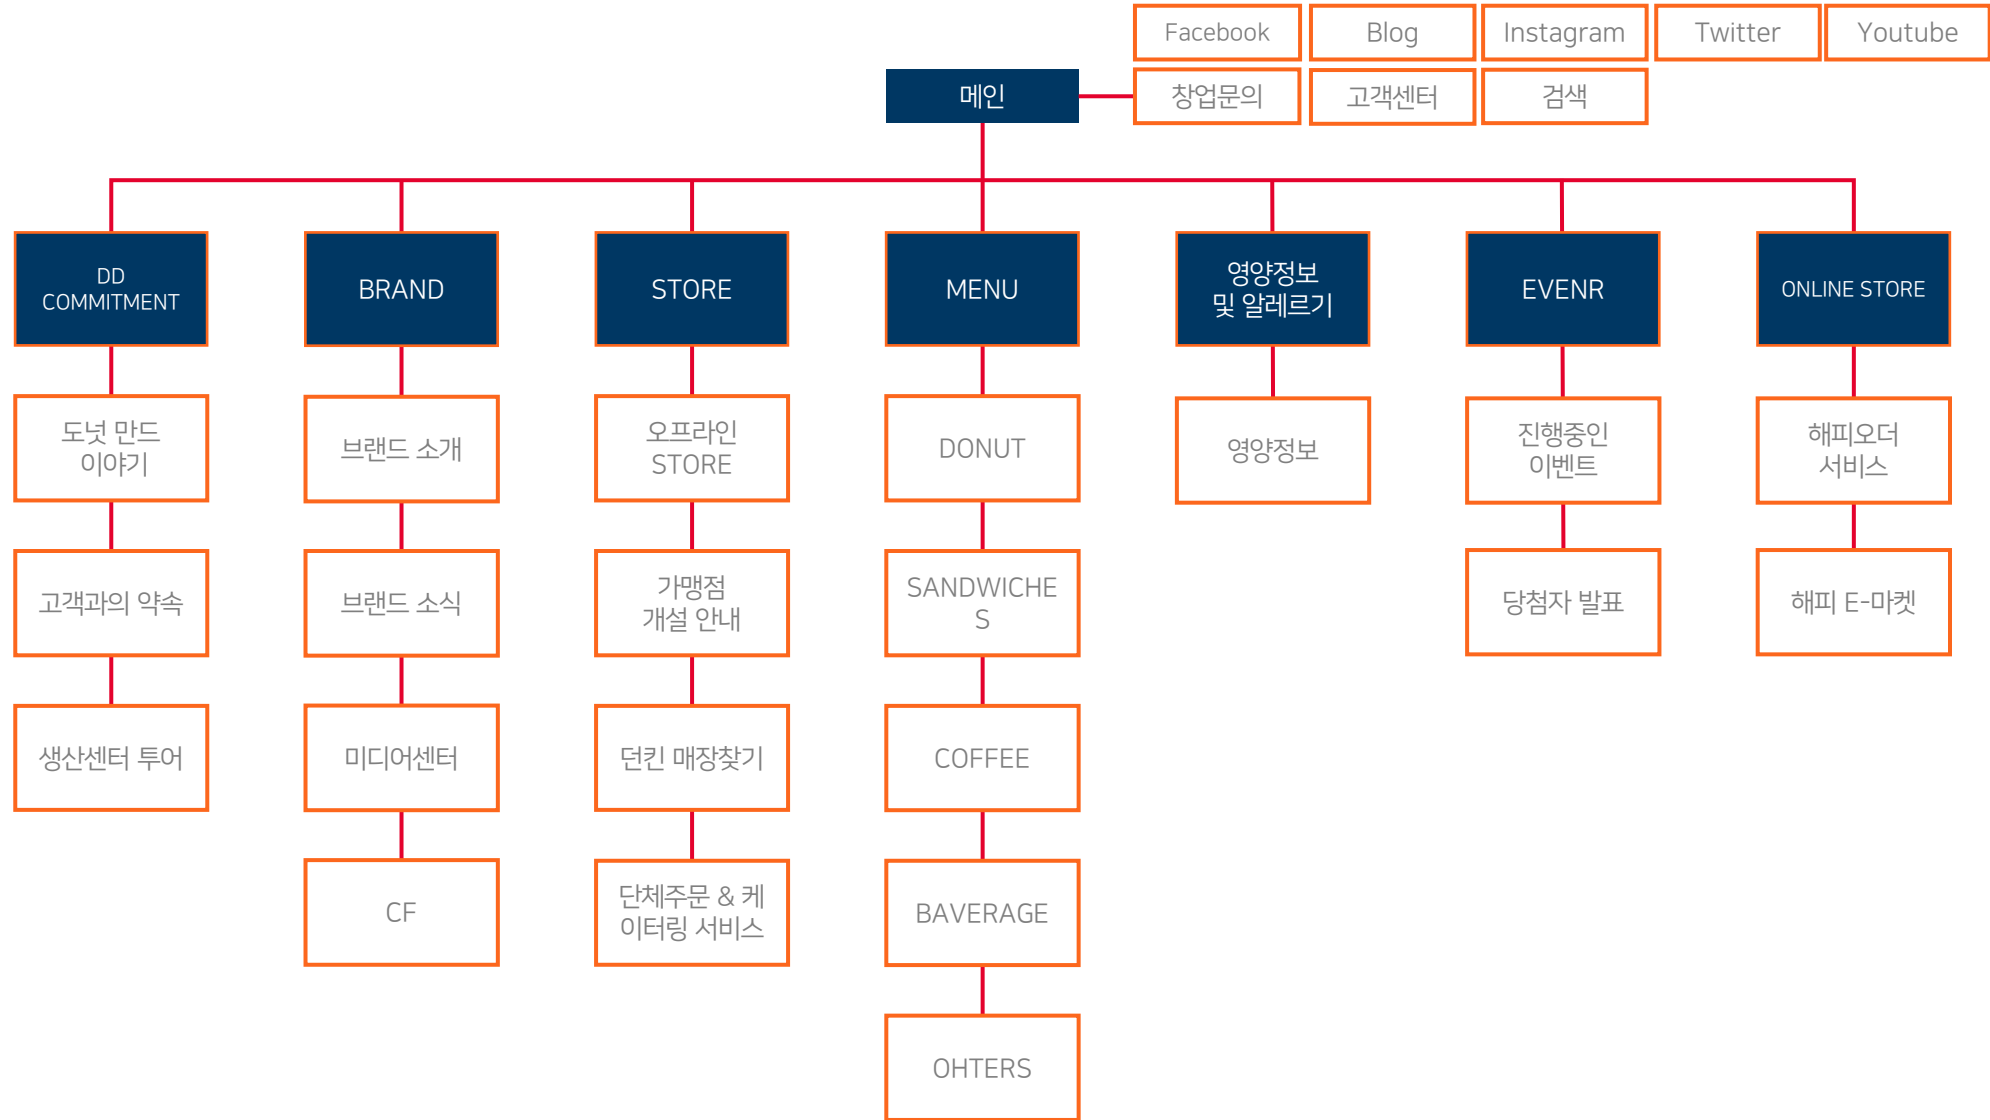 Facebook
Blog
Instagram
Twitter
Youtube
메인
창업문의
고객센터
검색
DD
COMMITMENT
BRAND
STORE
MENU
영양정보
및 알레르기
EVENR
ONLINE STORE
도넛 만드
이야기
브랜드 소개
오프라인
STORE
DONUT
영양정보
진행중인
이벤트
해피오더
서비스
고객과의 약속
브랜드 소식
가맹점
개설 안내
SANDWICHE
S
당첨자 발표
해피 E-마켓
생산센터 투어
미디어센터
던킨 매장찾기
COFFEE
CF
단체주문 & 케
이터링 서비스
BAVERAGE
OHTERS